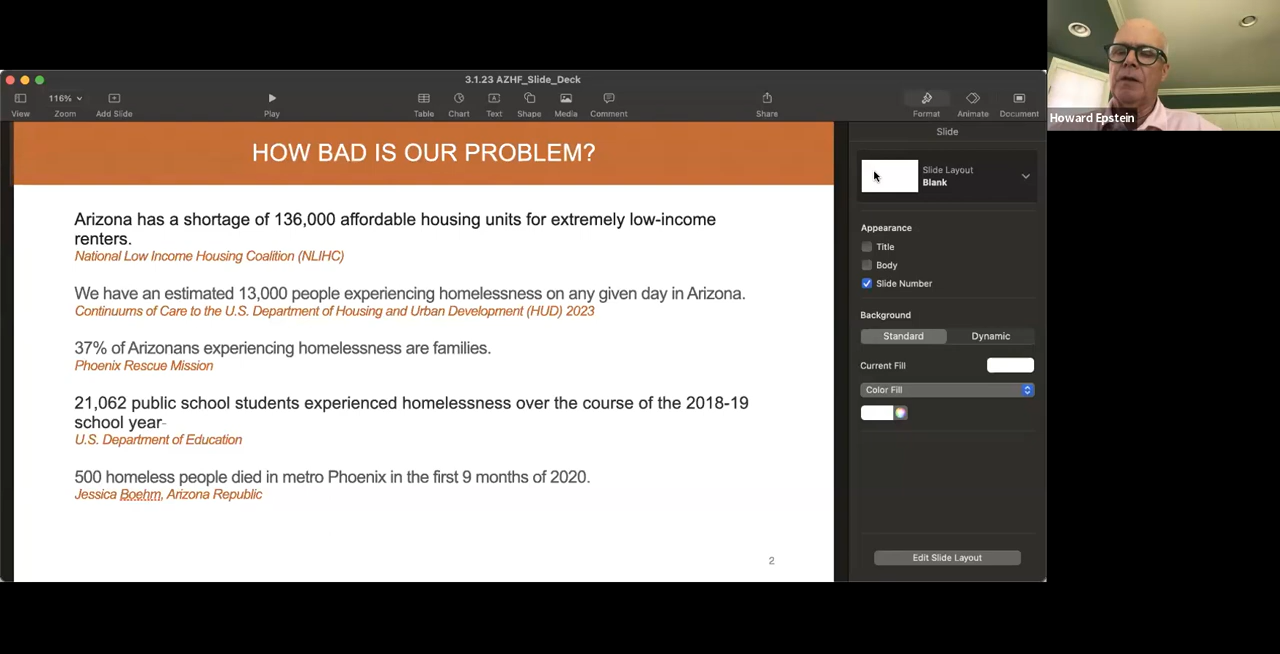 3.1.23 AZHF_Slide_Deck
116%
View
Zoom
Add Slide
Play
Table
Chart
Text
Shape
Media
Comment
Share
Format
Animate
Document
HOW BAD IS OUR PROBLEM?
Arizona has a shortage of 136,000 affordable housing units for extremely low-income
renters.
National Low Income Housing Coalition (NLIHC)
We have an estimated 13,000 people experiencing homelessness on any given day in Arizona.
Continuums of Care to the U.S. Department of Housing and Urban Development (HUD) 2023
37% of Arizonans experiencing homelessness are families.
Phoenix Rescue Mission
21,062 public school students experienced homelessness over the course of the 2018-19
school year-
U.S. Department of Education
500 homeless people died in metro Phoenix in the first 9 months of 2020.
Jessica Boehm, Arizona Republic
2
Slide
Slide Layout
Blank
Appearance
Title
Body
Slide Number
Background
Standard
Dynamic
Current Fill
Color Fill
Edit Slide Layout
Howard Epstein